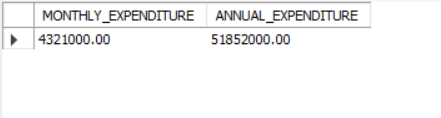 MONTHLY_EXPENDITURE ANNUAL_EXPENDITURE
4321000.00 51852000.00